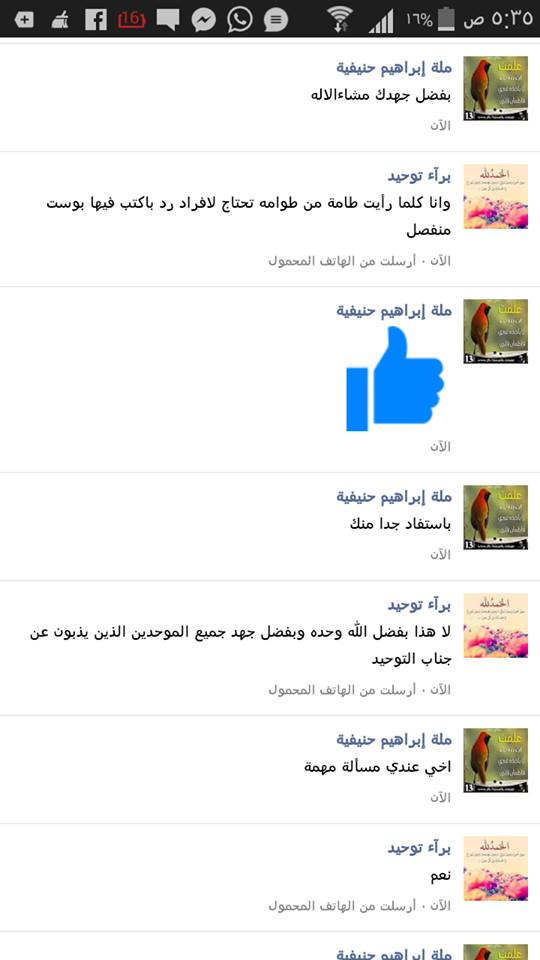 ٥:٣٥ ص ١٦%
16
ملة إبراهيم حنيفية
بفضل جهدك مشاءالاله
الآن
برآء توحيد
وانا كلما رأيت طامة من طوامه تحتاج لافراد رد باكتب فيها بوست
منفصل
الآن · أرسلت من الهاتف المحمول
ملة إبراهيم حنيفية
الآن
ملة إبراهيم حنيفية
باستفاد جدا منك
الآن
برآء توحيد
لا هذا بفضل الله وحده وبفضل جهد جميع الموحدين الذين يذبون عن
جناب التوحيد
الآن · أرسلت من الهاتف المحمول
ملة إبراهيم حنيفية
اخي عندي مسألة مهمة
الآن
برآء توحيد
نعم
الآن · أرسلت من الهاتف المحمول
ملة إبراهيم حنيفية